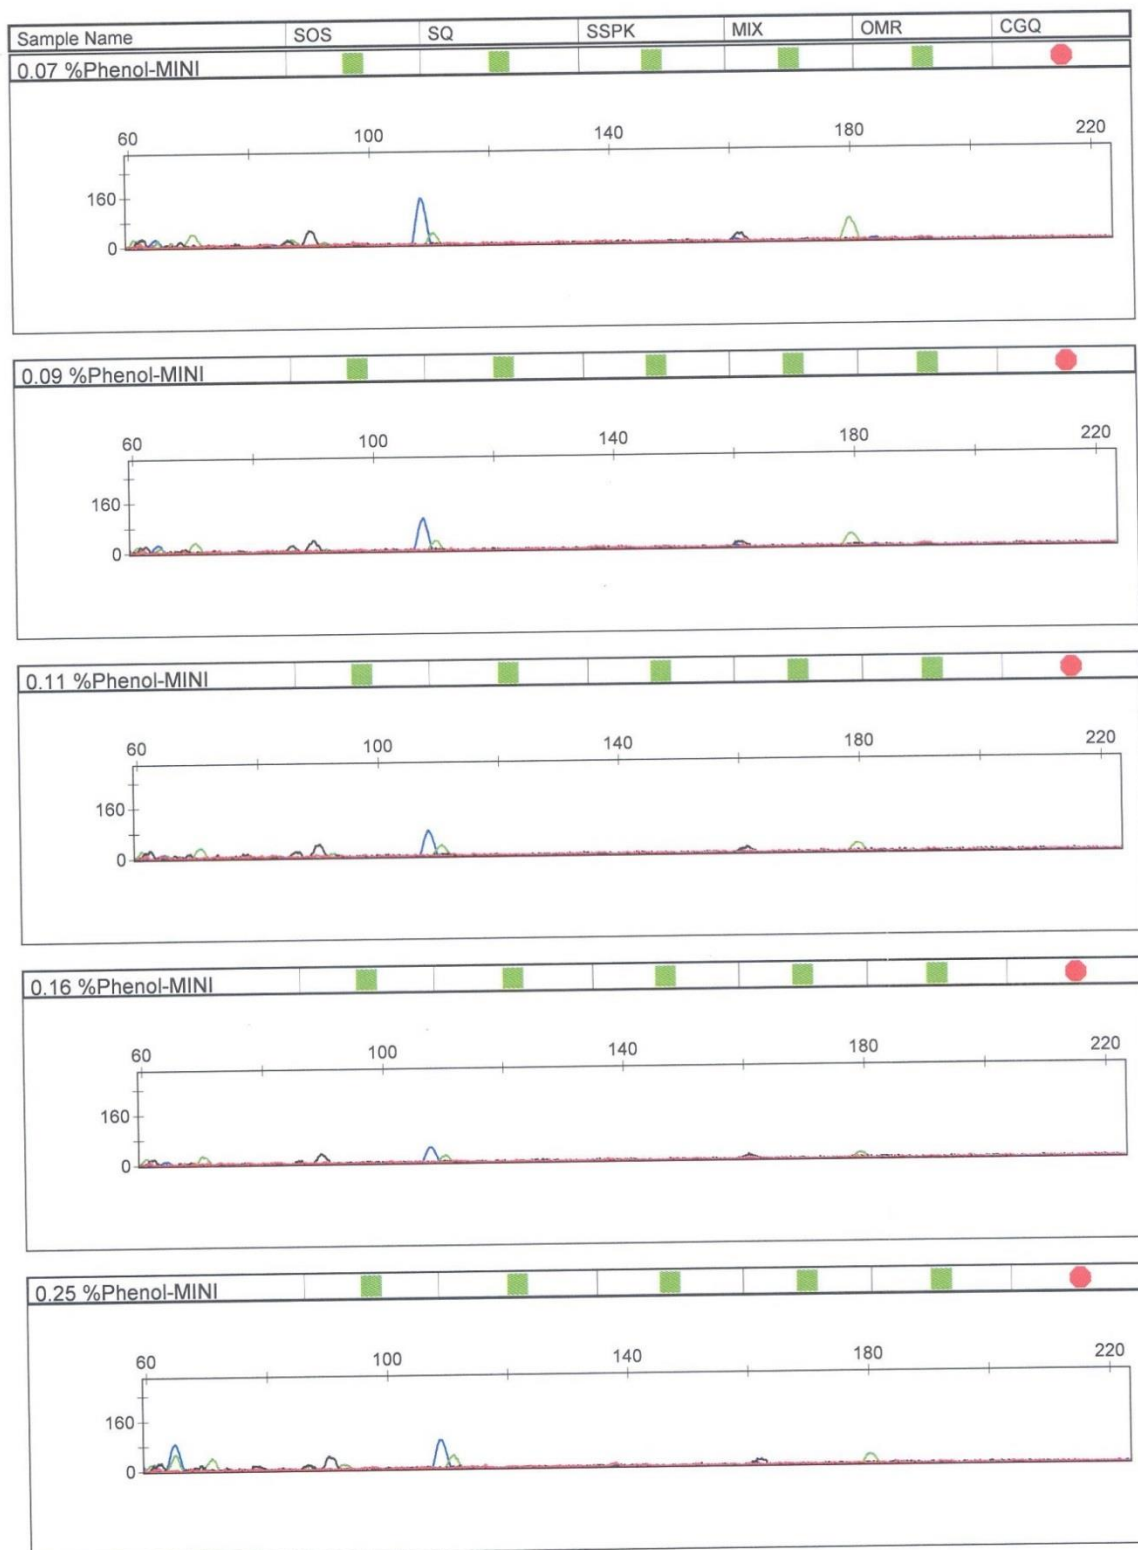 Sample Name SOS SQ SSPK MIX OMR CGQ
0.07 %Phenol-MINI
60 100 140 180 220
160
0
0.09 %Phenol-MINI
60 100 140 180 220
160
0
0.11 %Phenol-MINI
60 100 140 180 220
160
0
0.16 %Phenol-MINI
60 100 140 180 220
160
0
0.25 %Phenol-MINI
60 100 140 180 220
160
0